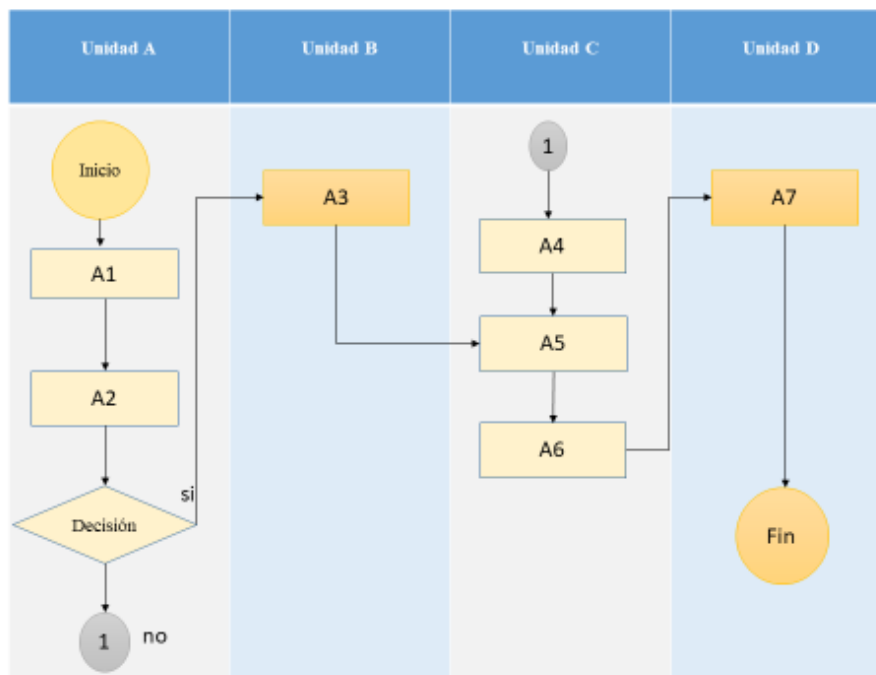 Unidad A
Unidad B
Unidad C
Unidad D
Inicio
A1
A2
si
Decisión
1
no
A3
1
A4
A5
A6
A7
Fin